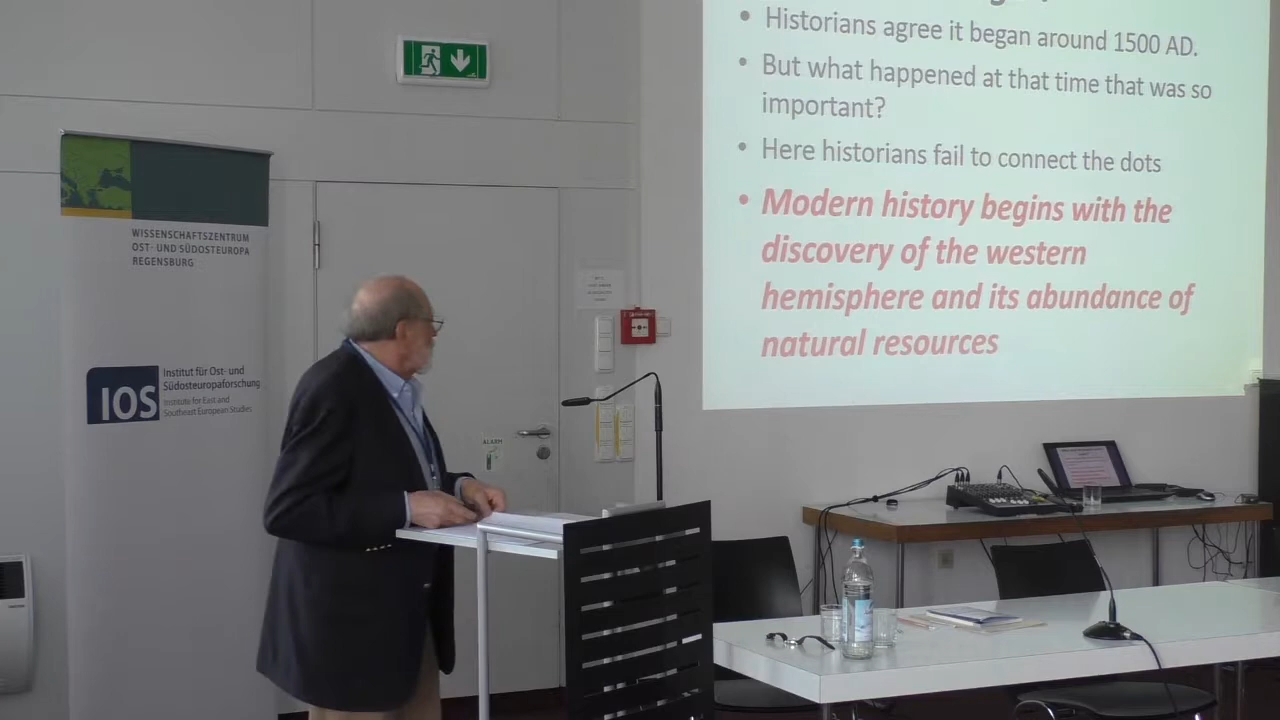 • Historians agree it began around 1500 AD.
• But what happened at that time that was so
important?
• Here historians fail to connect the dots
• Modern history begins with the
discovery of the western
hemisphere and its abundance of
natural resources
WISSENSCHAFTSZENTRUM
OST- UND SÜDOSTEUROPA
REGENSBURG
IOS
Institut für Ost- und
Südosteuropaforschung
Institute for East and
Southeast European Studies
ALARM